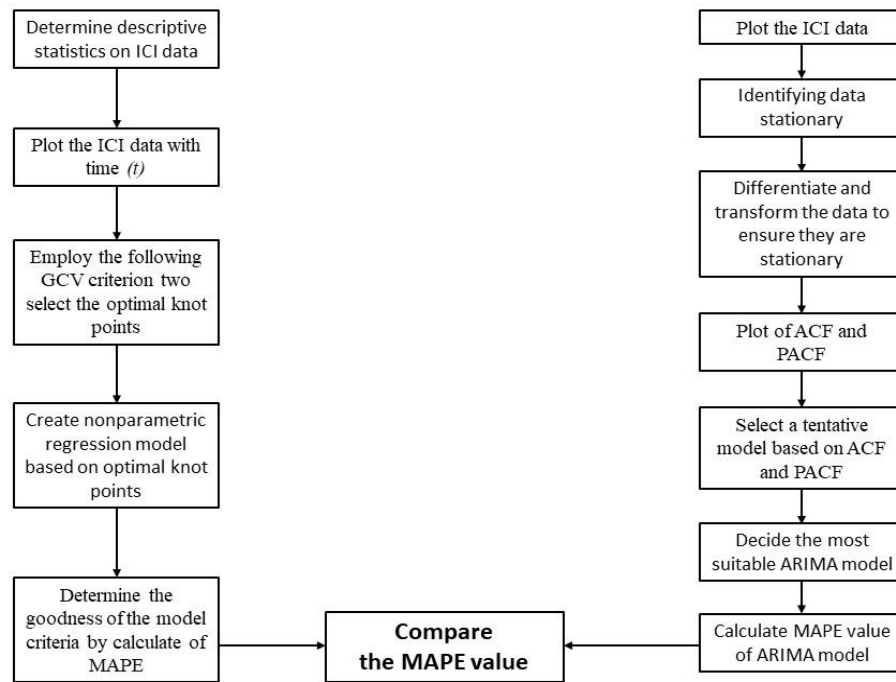 Determine descriptive
statistics on ICI data
Plot the ICI data with
time (t)
Employ the following
GCV criterion two
select the optimal knot
points
Create nonparametric
regression model
based on optimal knot
points
Determine the
goodness of the model
criteria by calculate of
MAPE
Compare
the MAPE value
Plot the ICI data
Identifying data
stationary
Differentiate and
transform the data to
ensure they are
stationary
Plot of ACF and
PACF
Select a tentative
model based on ACF
and PACF
Decide the most
suitable ARIMA model
Calculate MAPE value
of ARIMA model